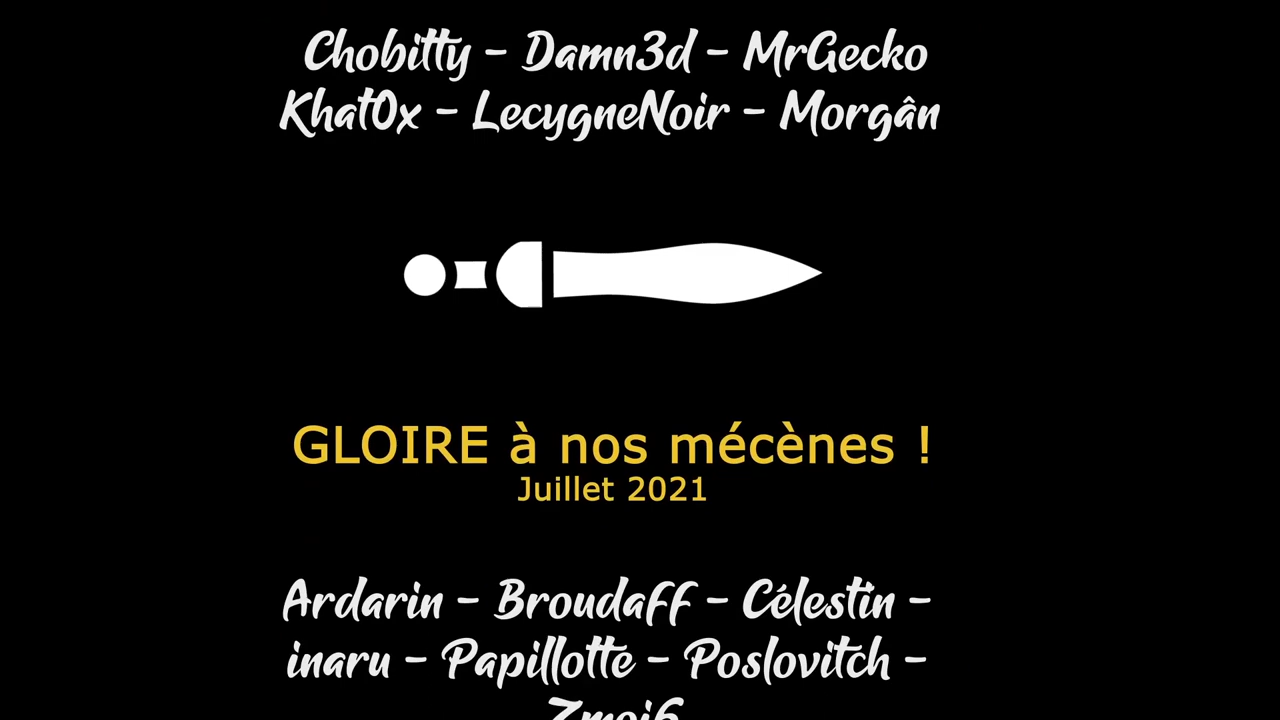 Chobitty - Damn3d - MrGecko
Khat0x - LecygneNoir - Morgân
GLOIRE à nos mécènes !
Juillet 2021
Ardarin - Broudaff - Célestin -
inaru - Papillotte - Poslovitch -